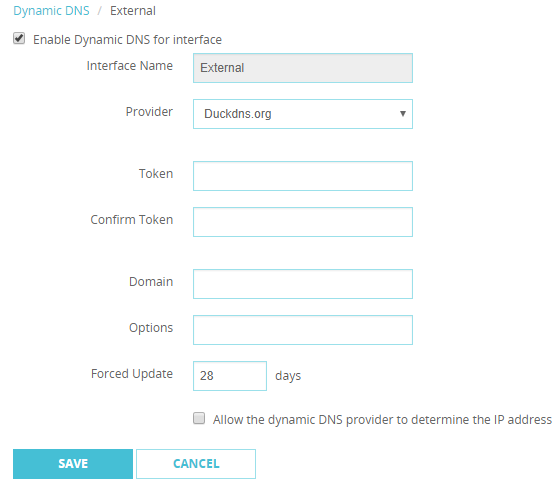 Dynamic DNS / External
Enable Dynamic DNS for interface
Interface Name External
Provider Duckdns.org
Token
Confirm Token
Domain
Options
Forced Update 28 days
Allow the dynamic DNS provider to determine the IP address
SAVE CANCEL